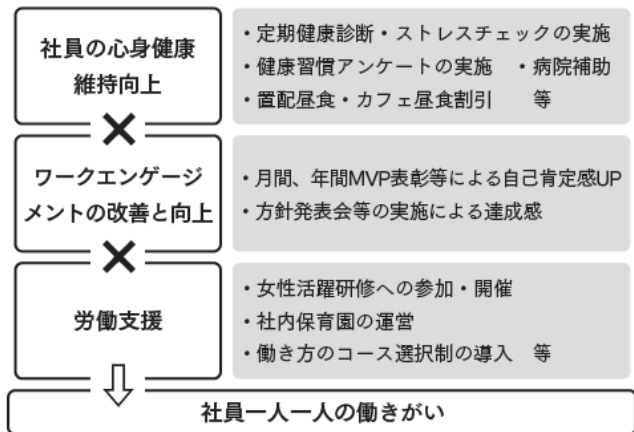 社員の心身健康
維持向上
・定期健康診断・ストレスチェックの実施
・健康習慣アンケートの実施　・病院補助
・置配昼食・カフェ昼食割引　　等
ワークエンゲージ
メントの改善と向上
・月間、年間MVP表彰等による自己肯定感UP
・方針発表会等の実施による達成感
労働支援
・女性活躍研修への参加・開催
・社内保育園の運営
・働き方のコース選択制の導入　等
社員一人一人の働きがい